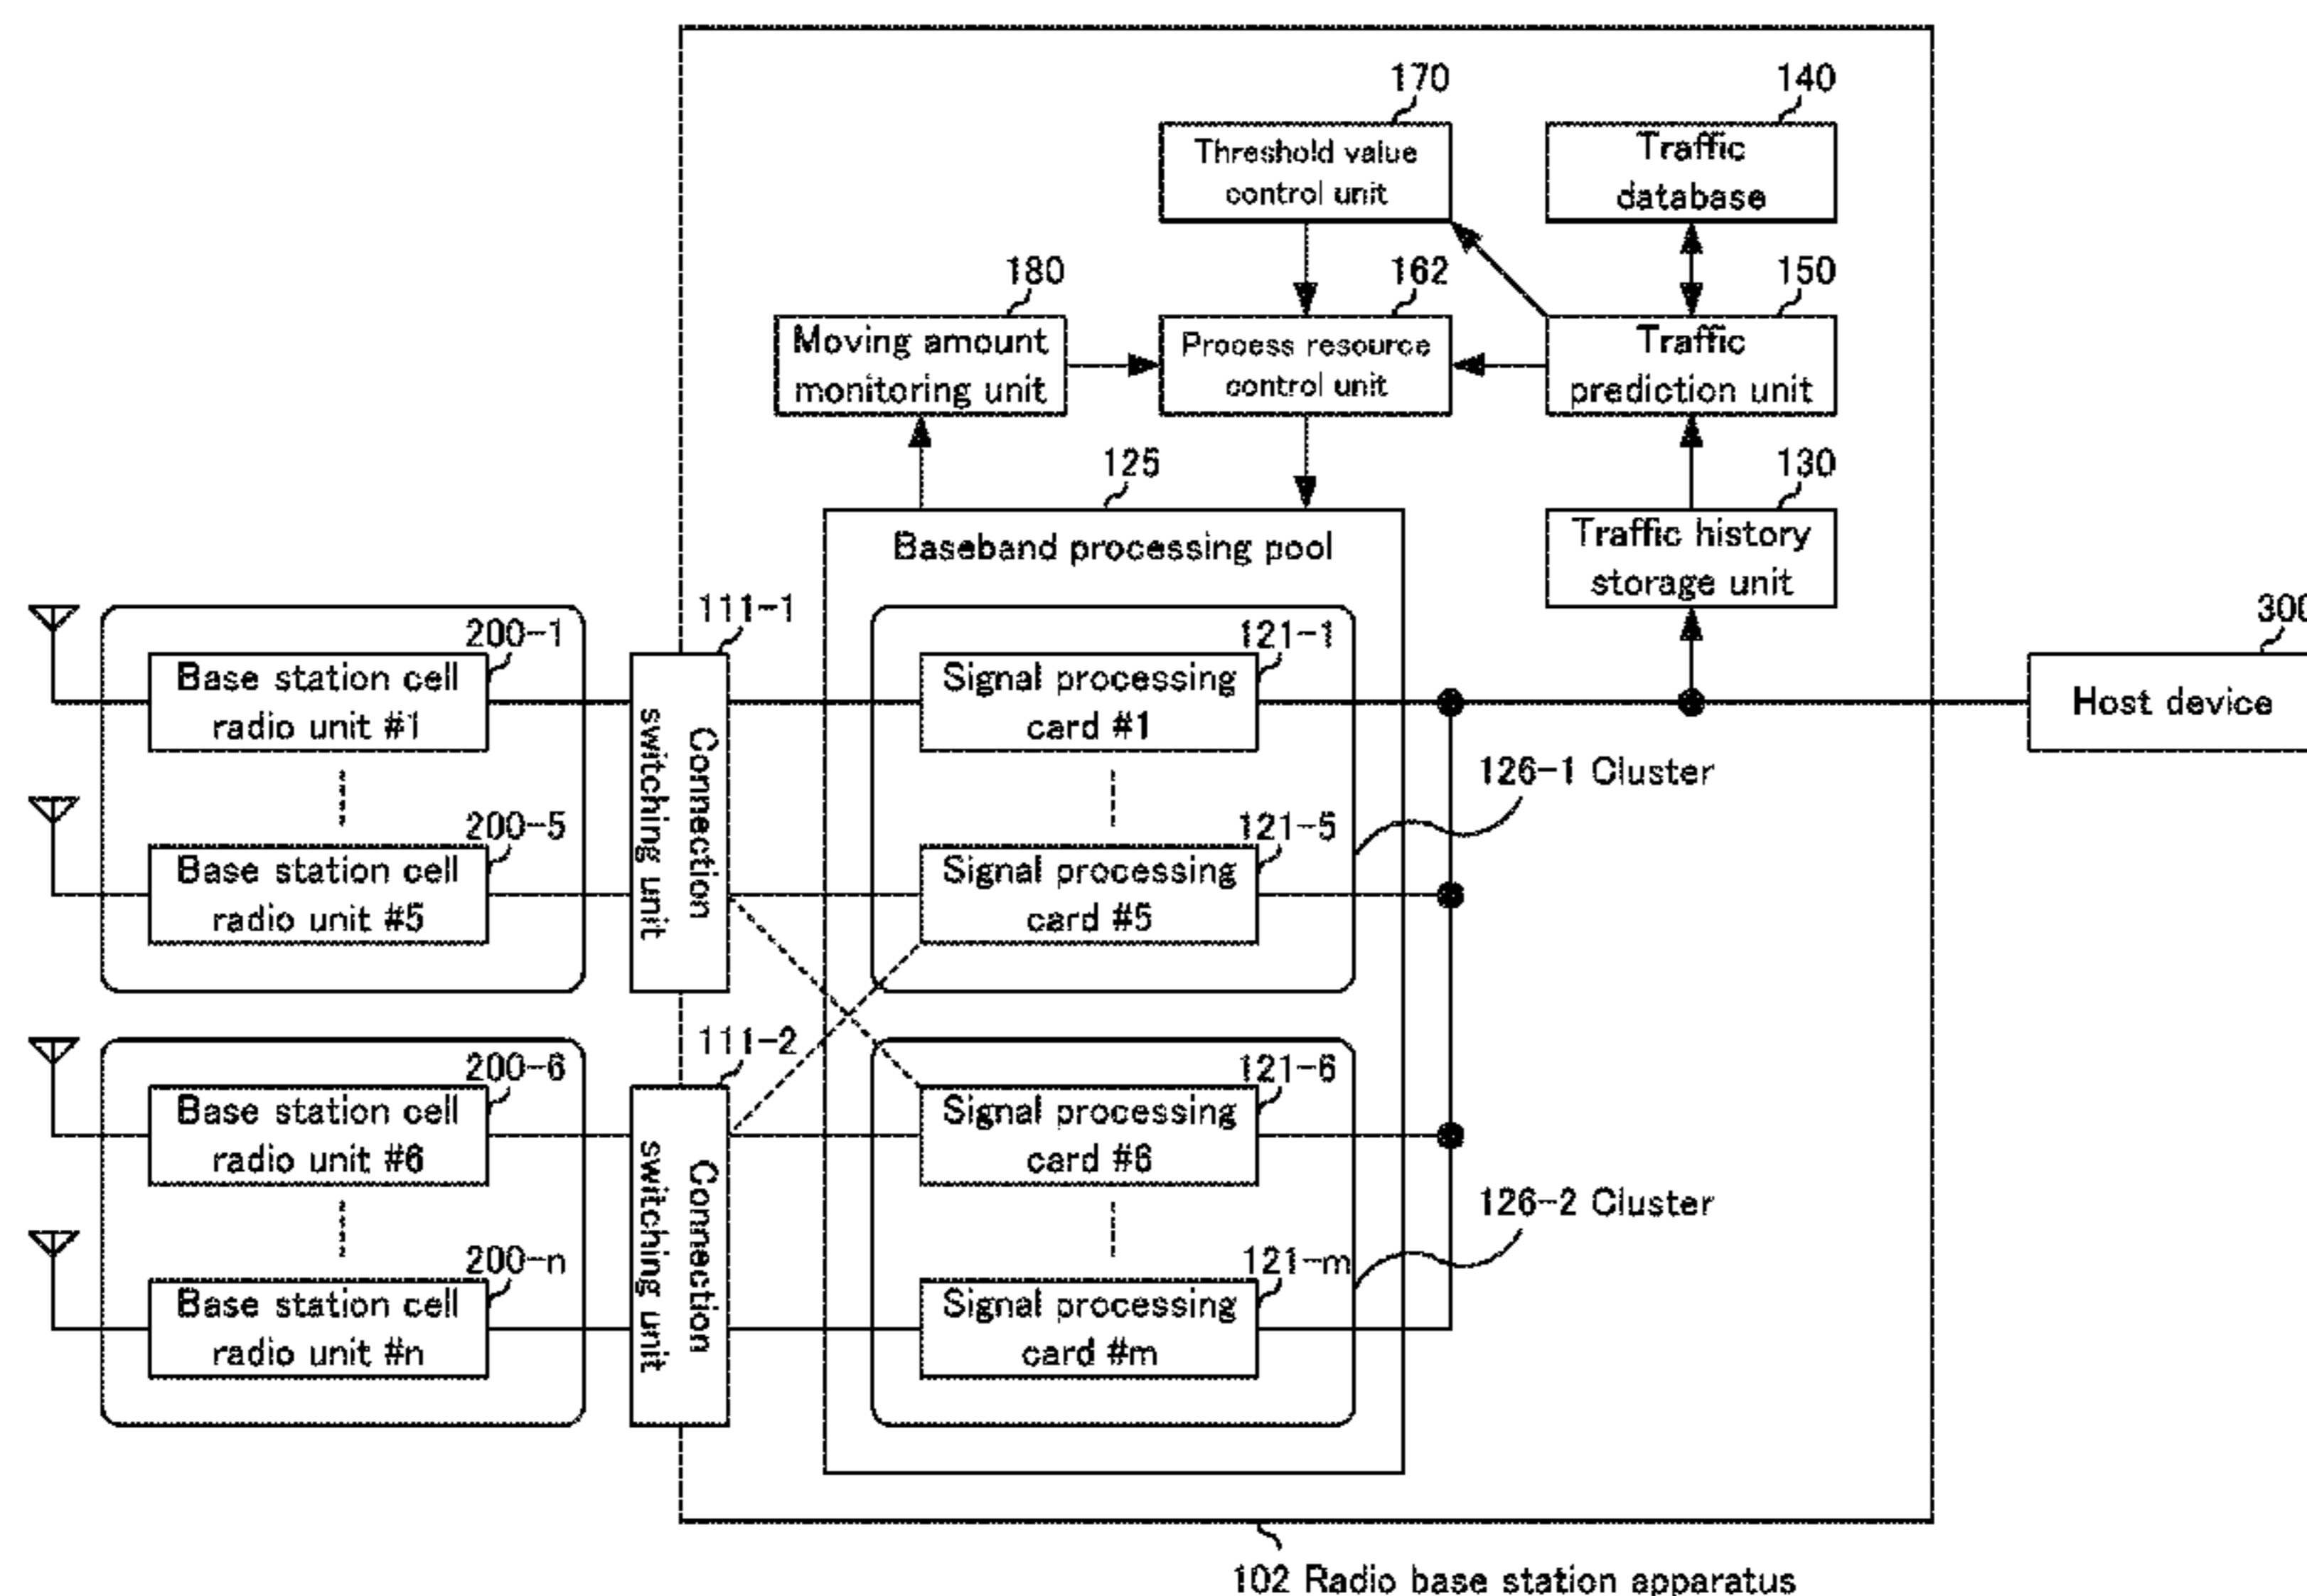 170
Threshold value
control unit
140
Traffic
database
180
Moving amount
monitoring unit
162
Process resource
control unit
150
Traffic
prediction unit
125
Baseband processing pool
130
Traffic history
storage unit
200-1
Base station cell
radio unit #1
200-5
Base station cell
radio unit #5
111-1
Connection
switching unit
121-1
Signal processing
card #1
121-5
Signal processing
card #5
126-1 Cluster
300
Host device
200-6
Base station cell
radio unit #6
200-n
Base station cell
radio unit #n
111-2
Connection
switching unit
121-6
Signal processing
card #6
121-m
Signal processing
card #m
126-2 Cluster
102 Radio base station apparatus